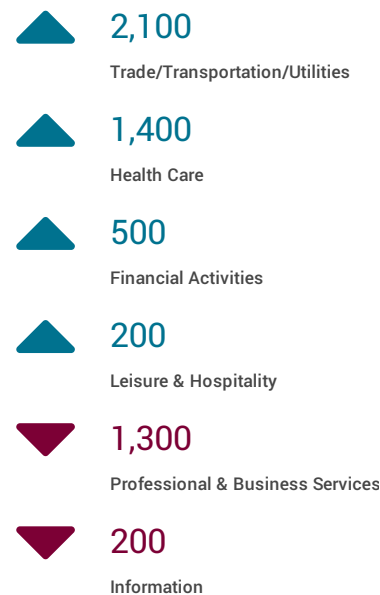 2,100
Trade/Transportation/Utilities
1,400
Health Care
500
Financial Activities
200
Leisure & Hospitality
1,300
Professional & Business Services
200
Information